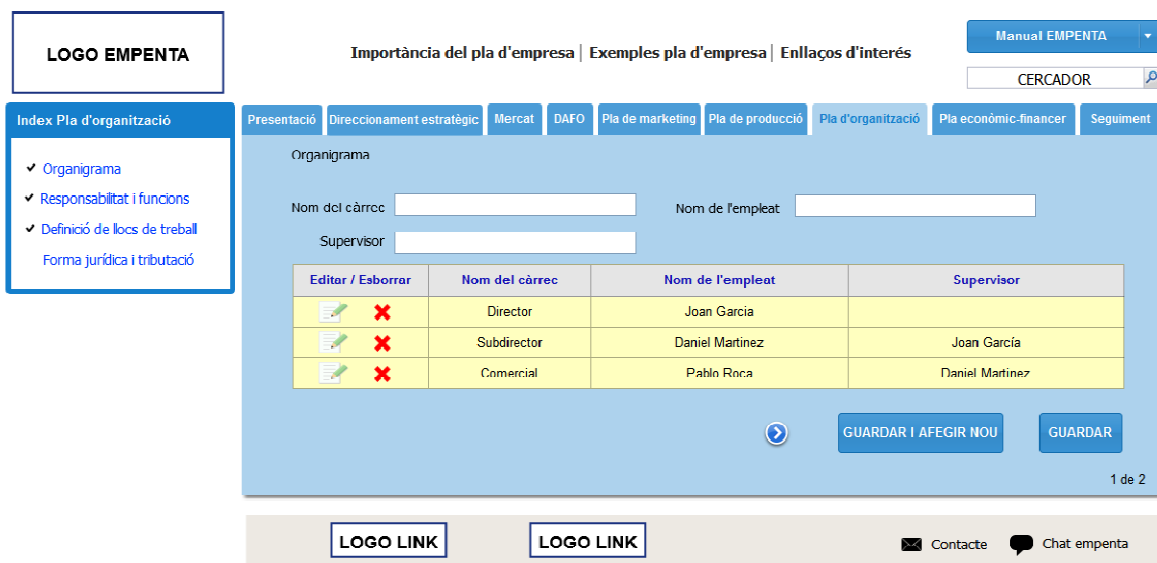 LOGO EMPENTA
Importància del pla d'empresa | Exemples pla d'empresa | Enllaços d'interés
Manual EMPENTA
CERCADOR
Index Pla d'organització
Organigrama
Responsabilitat i funcions
Definició de llocs de treball
Forma jurídica i tributació
Presentació Direccionament estratègic Mercat DAFO Pla de marketing Pla de producció Pla d'organització Pla econòmic-financer Seguiment
Organigrama
Nom del càrrec
Nom de l'empleat
Supervisor
Editar / Esborrar Nom del càrrec Nom de l'empleat Supervisor
Director Joan Garcia
Subdirector Daniel Martinez Joan García
Comercial Pablo Roca Daniel Martinez
GUARDAR I AFEGIR NOU GUARDAR
1 de 2
LOGO LINK LOGO LINK Contacte Chat empenta